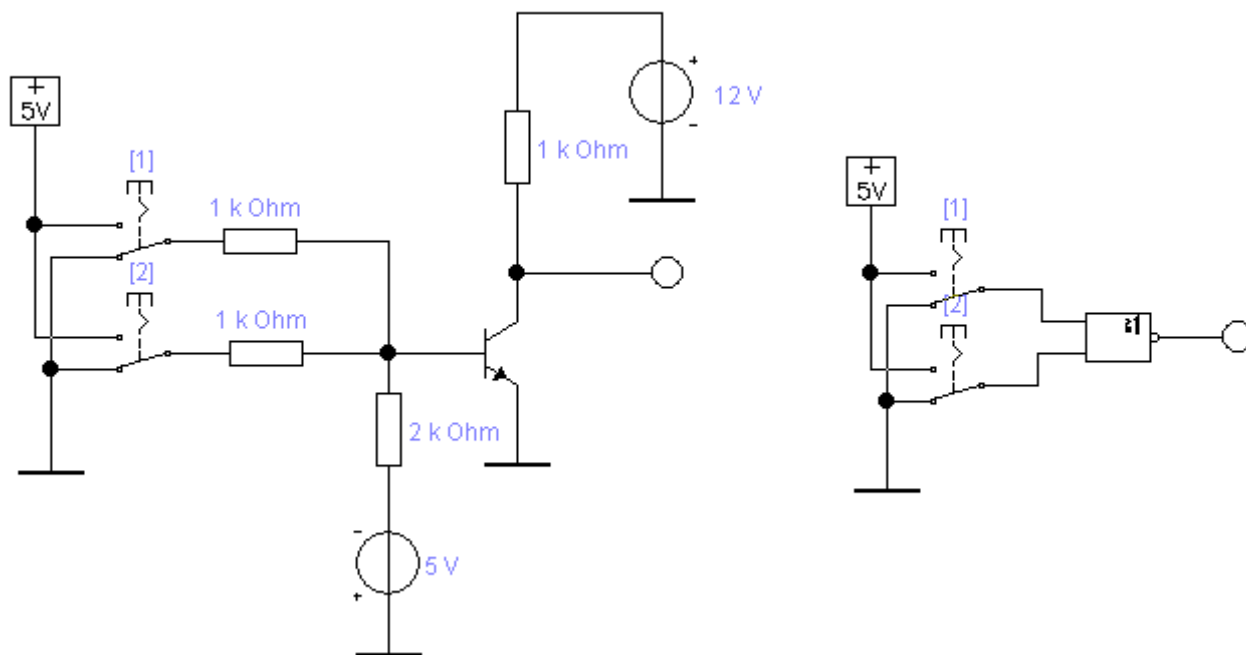 +
12 V
-
+
5V
1 k Ohm
[1]
1 k Ohm
[2]
1 k Ohm
2 k Ohm
-
5 V
+
+
5V
[1]
[2]
≥1